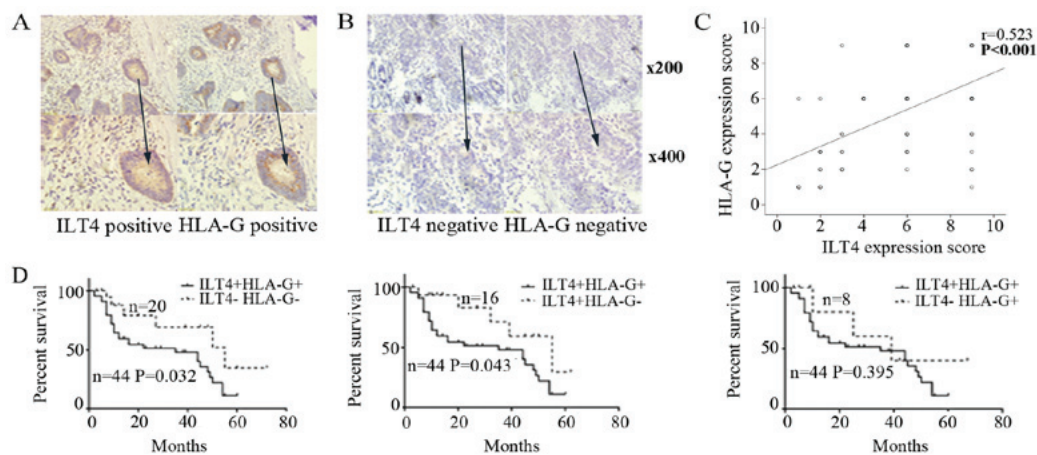 A
ILT4 positive HLA-G positive
B
x200
x400
ILT4 negative HLA-G negative
C
HLA-G expression score
10
8
6
4
2
0
r=0.523
P<0.001
0 2 4 6 8 10
ILT4 expression score
D
Percent survival
100
50
0
ILT4+HLA-G+
ILT4- HLA-G-
n=20
n=44 P=0.032
0 20 40 60 80
Months
Percent survival
100
50
0
ILT4+HLA-G+
ILT4+HLA-G-
n=16
n=44 P=0.043
0 20 40 60 80
Months
Percent survival
100
50
0
ILT4+HLA-G+
ILT4- HLA-G+
n=8
n=44 P=0.395
0 20 40 60 80
Months